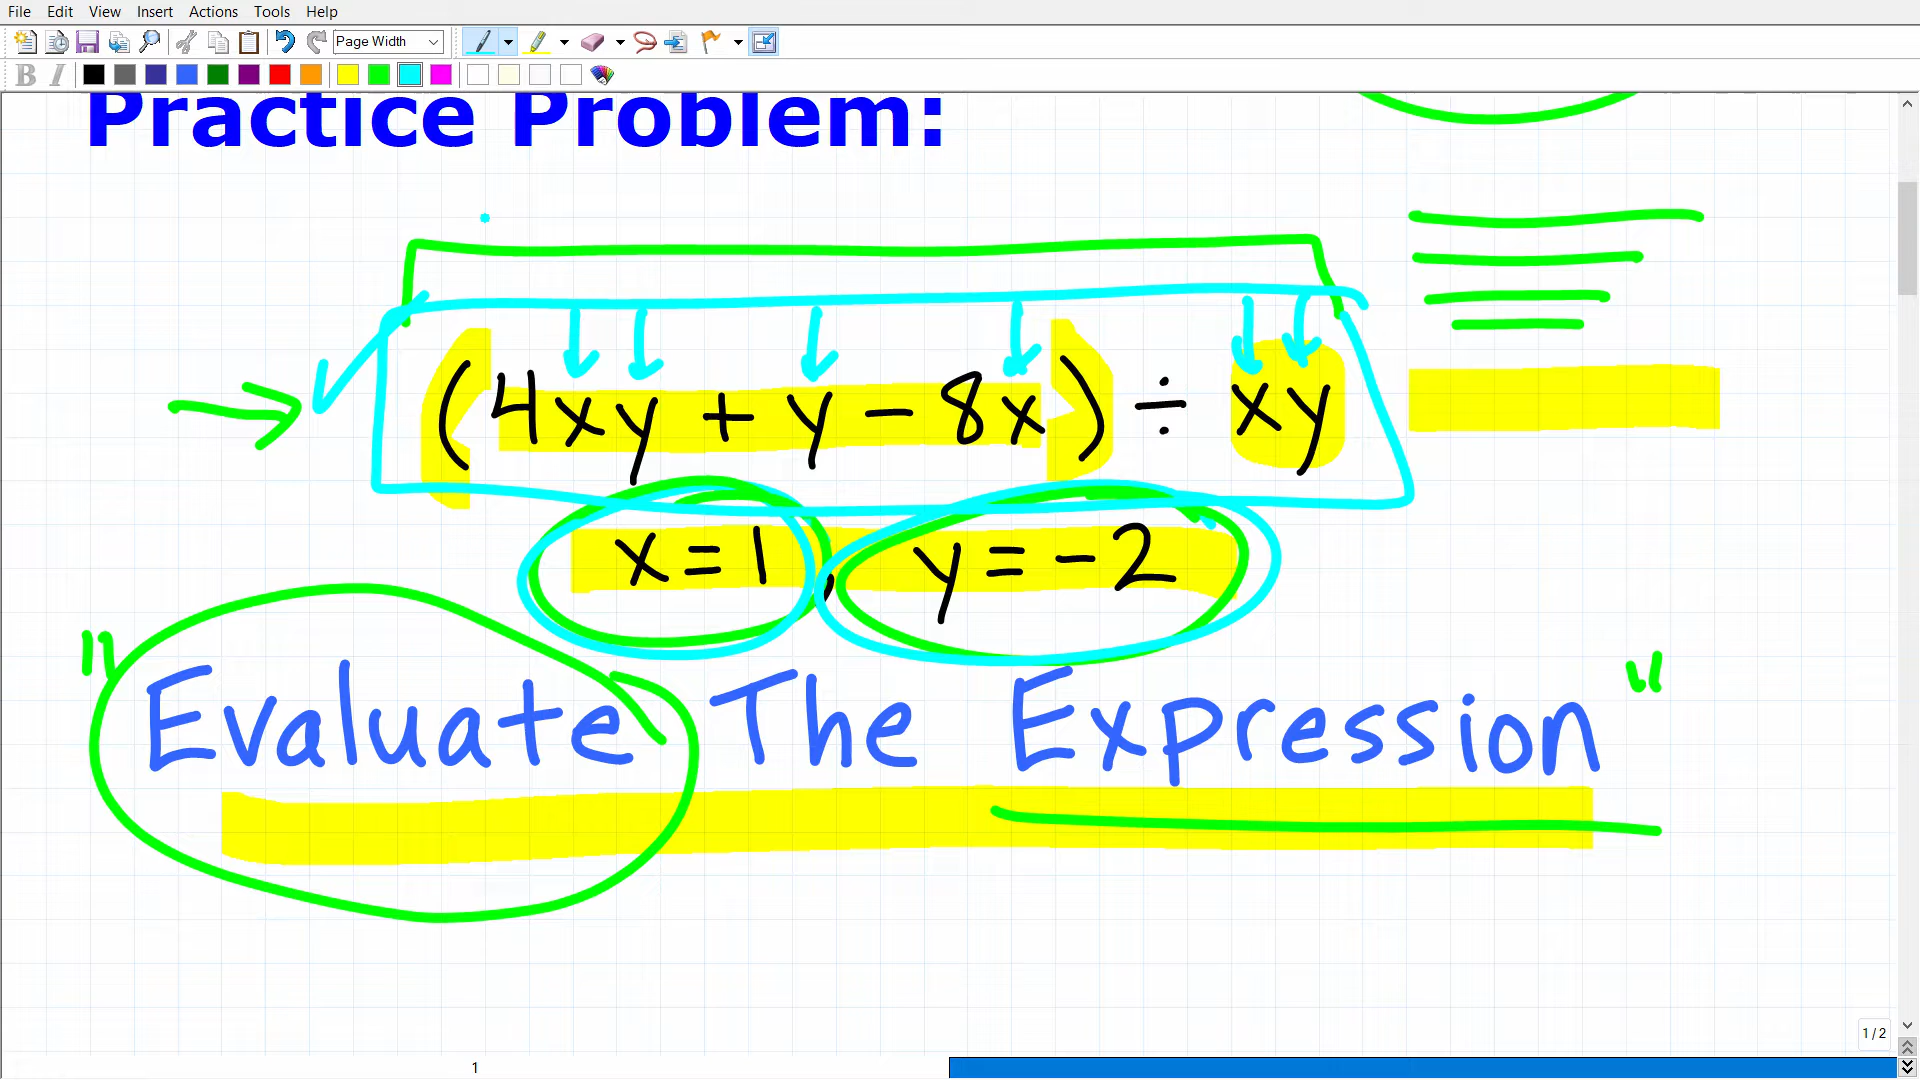 File Edit View Insert Actions Tools Help
Page Width
B I
Practice Problem:
(4xy + y - 8x) ÷ xy
x = 1, y = -2
"Evaluate The Expression"
1 / 2
1